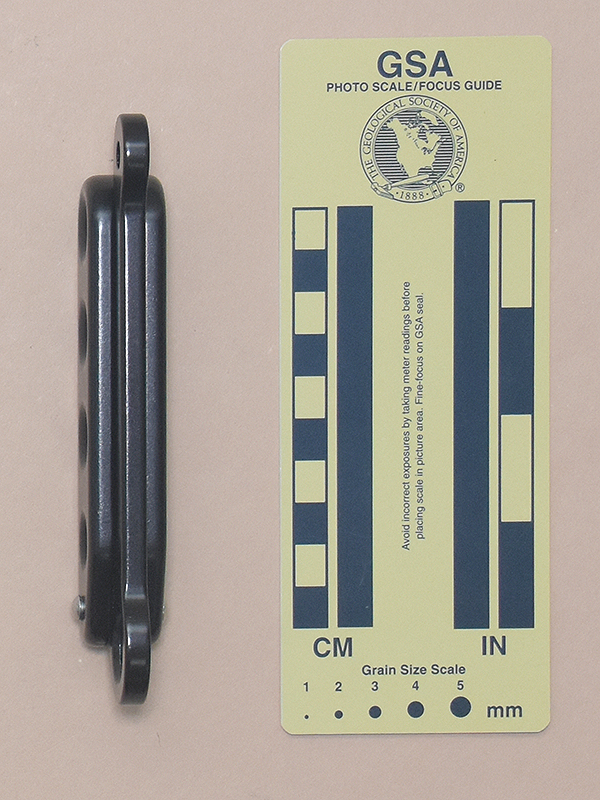 GSA
PHOTO SCALE/FOCUS GUIDE
THE GEOLOGICAL SOCIETY OF AMERICA
·1888·
®
Avoid incorrect exposures by taking meter readings before
placing scale in picture area. Fine-focus on GSA seal.
CM IN
Grain Size Scale
1 2 3 4 5
mm